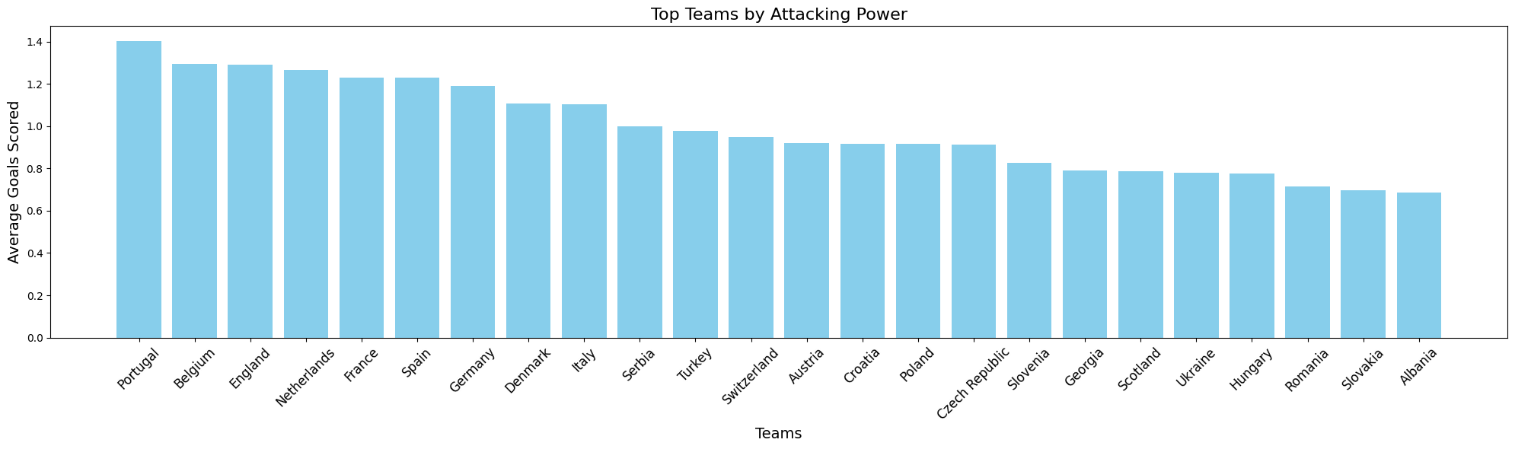 Top Teams by Attacking Power
Average Goals Scored
1.4
1.2
1.0
0.8
0.6
0.4
0.2
0.0
Portugal
Belgium
England
Netherlands
France
Spain
Germany
Denmark
Italy
Serbia
Turkey
Switzerland
Austria
Croatia
Poland
Czech Republic
Slovenia
Georgia
Scotland
Ukraine
Hungary
Romania
Slovakia
Albania
Teams